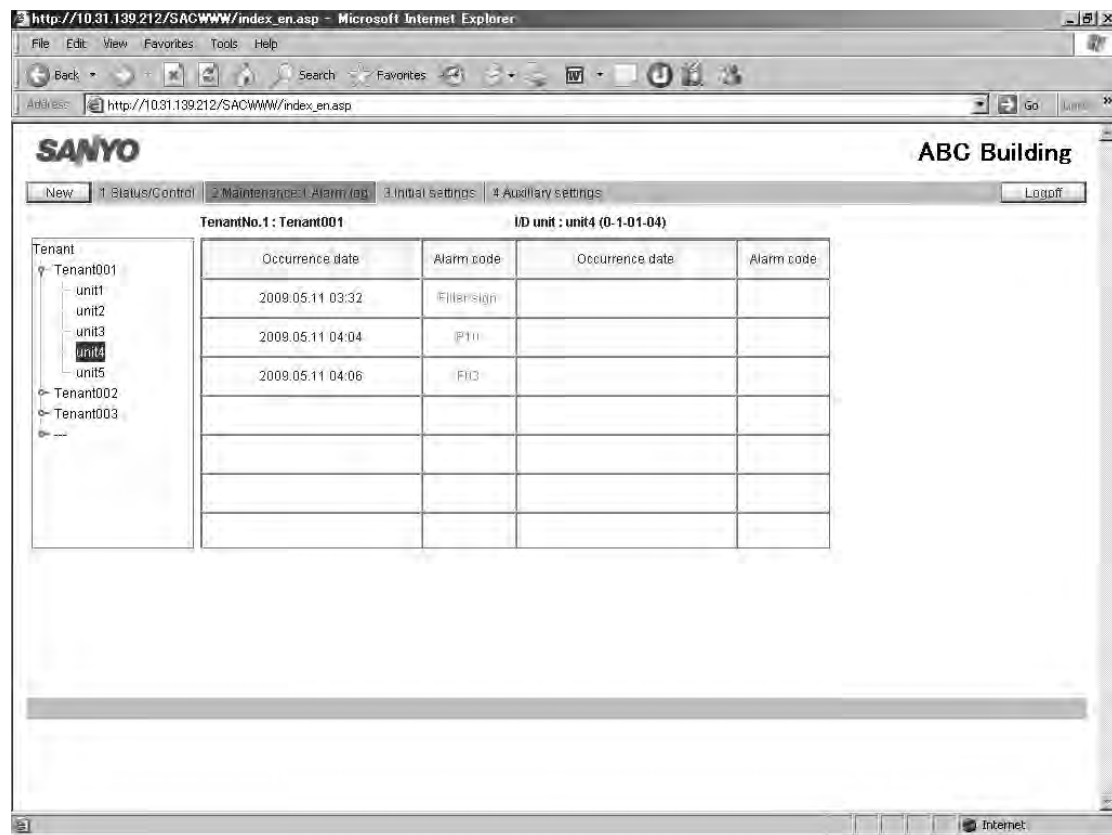 http://10.31.139.212/SACWWW/index_en.asp - Microsoft Internet Explorer
File Edit View Favorites Tools Help
Back Search Favorites
Address http://10.31.139.212/SACWWW/index_en.asp Go
SANYO ABC Building
New 1 Status/Control 2 Maintenance:1 Alarm log 3 Initial settings 4 Auxiliary settings Logoff
TenantNo.1 : Tenant001 I/D unit : unit4 (0-1-01-04)
Tenant
Tenant001
unit1
unit2
unit3
unit4
unit5
Tenant002
Tenant003
---
Occurrence date Alarm code Occurrence date Alarm code
2009.05.11 03:32 Filter sign
2009.05.11 04:04
2009.05.11 04:06
Internet